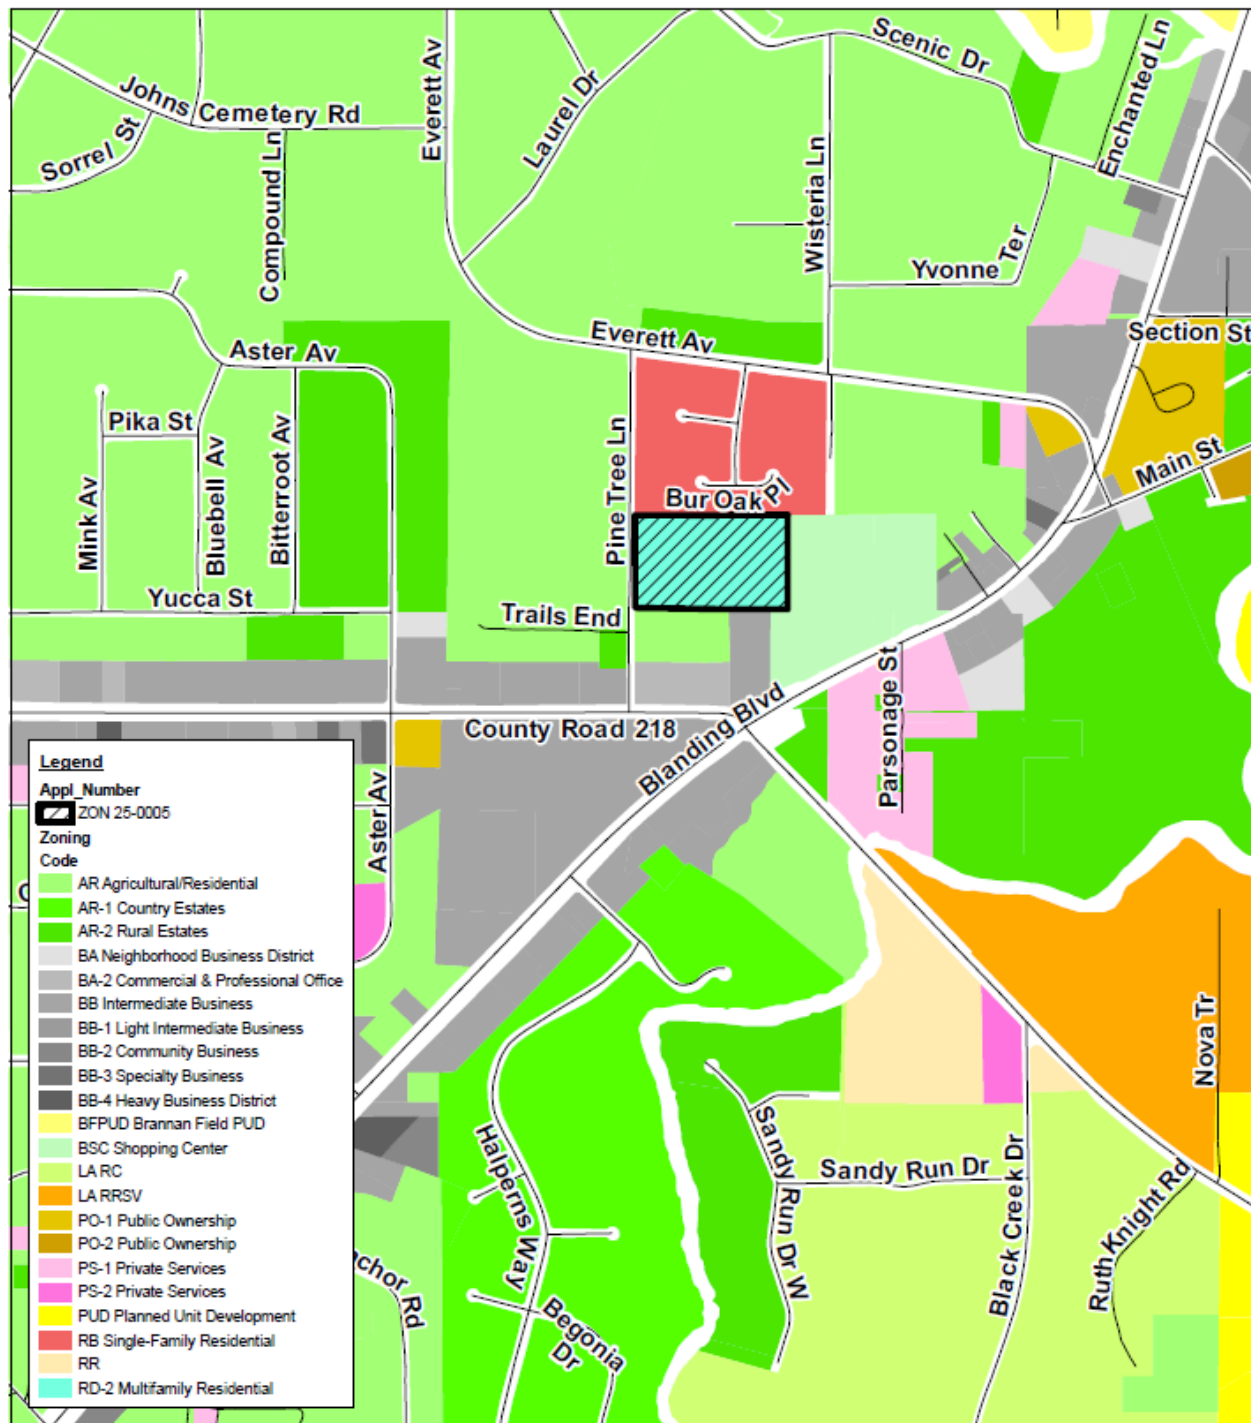 Scenic Dr
Enchanted Ln
Johns Cemetery Rd
Everett Av
Laurel Dr
Sorrel St
Compound Ln
Wisteria Ln
Yvonne Ter
Section St
Everett Av
Aster Av
Pika St
Mink Av
Bluebell Av
Bitterroot Av
Pine Tree Ln
Bur Oak Pl
Main St
Yucca St
Trails End
Parsonage St
County Road 218
Blanding Blvd
Aster Av
Legend
Appl_Number
ZON 25-0005
Zoning
Code
AR Agricultural/Residential
AR-1 Country Estates
AR-2 Rural Estates
BA Neighborhood Business District
BA-2 Commercial & Professional Office
BB Intermediate Business
BB-1 Light Intermediate Business
BB-2 Community Business
BB-3 Specialty Business
BB-4 Heavy Business District
BFPUD Brannan Field PUD
BSC Shopping Center
LA RC
LA RRSV
PO-1 Public Ownership
PO-2 Public Ownership
PS-1 Private Services
PS-2 Private Services
PUD Planned Unit Development
RB Single-Family Residential
RR
RD-2 Multifamily Residential
Nova Tr
Halperns Way
Sandy Run Dr W
Sandy Run Dr
Black Creek Dr
Ruth Knight Rd
achor Rd
Begonia Dr